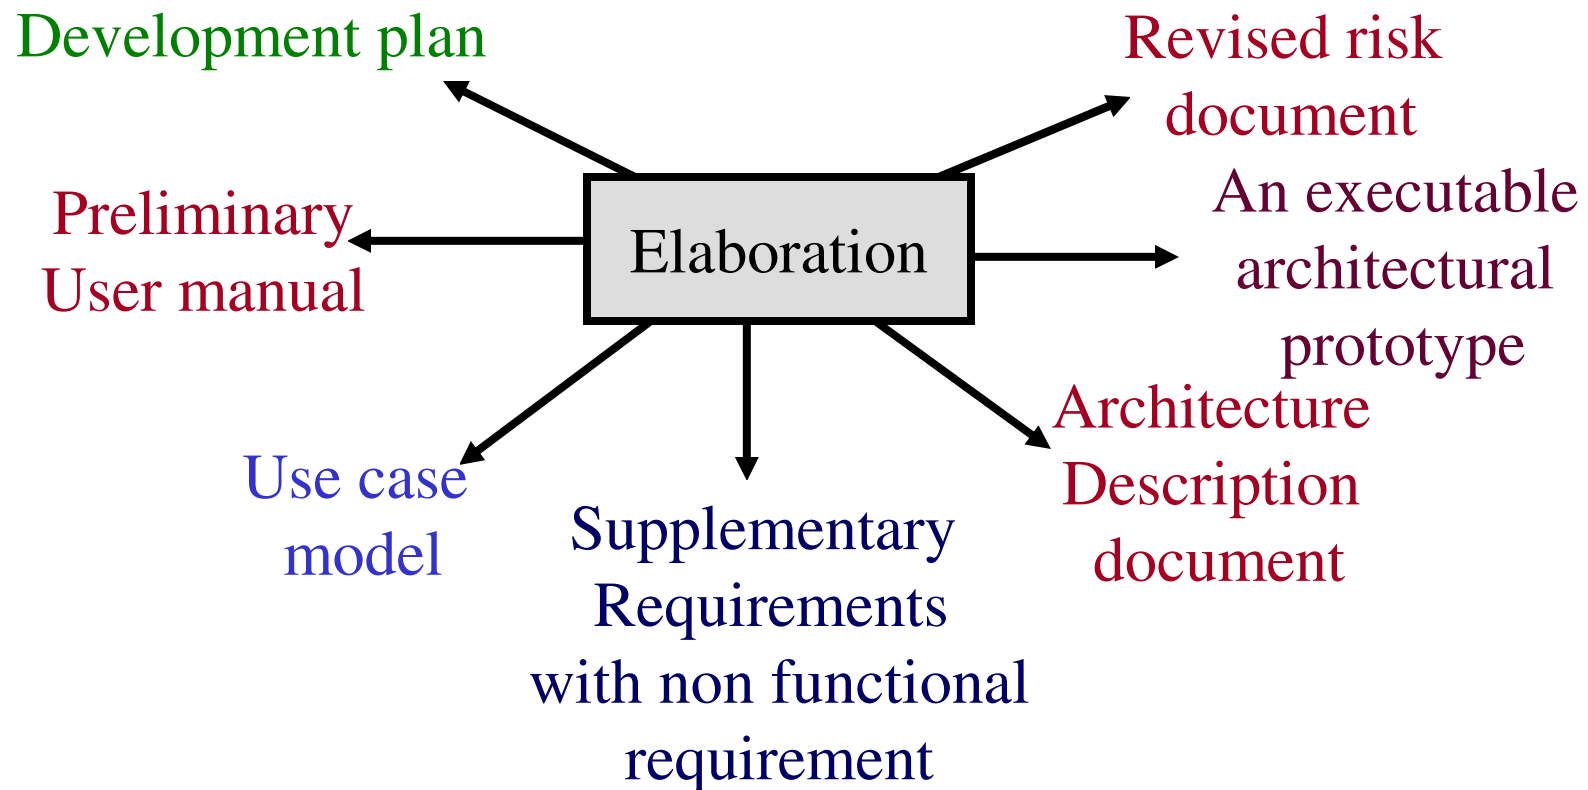 Development plan
Revised risk
document
Preliminary
User manual
Elaboration
An executable
architectural
prototype
Use case
model
Supplementary
Requirements
with non functional
requirement
Architecture
Description
document